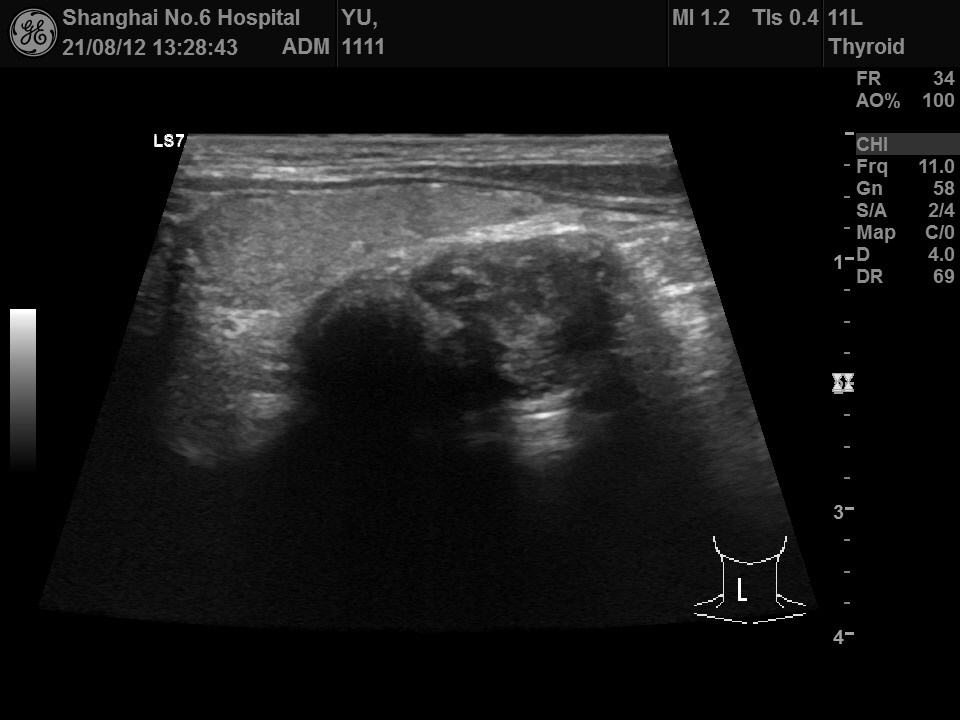 Shanghai No.6 Hospital
21/08/12 13:28:43 ADM
YU,
1111
MI 1.2 TIs 0.4
11L
Thyroid
FR 34
AO% 100
CHI
Frq 11.0
Gn 58
S/A 2/4
Map C/0
D 4.0
DR 69
LS7
1
3
4
L